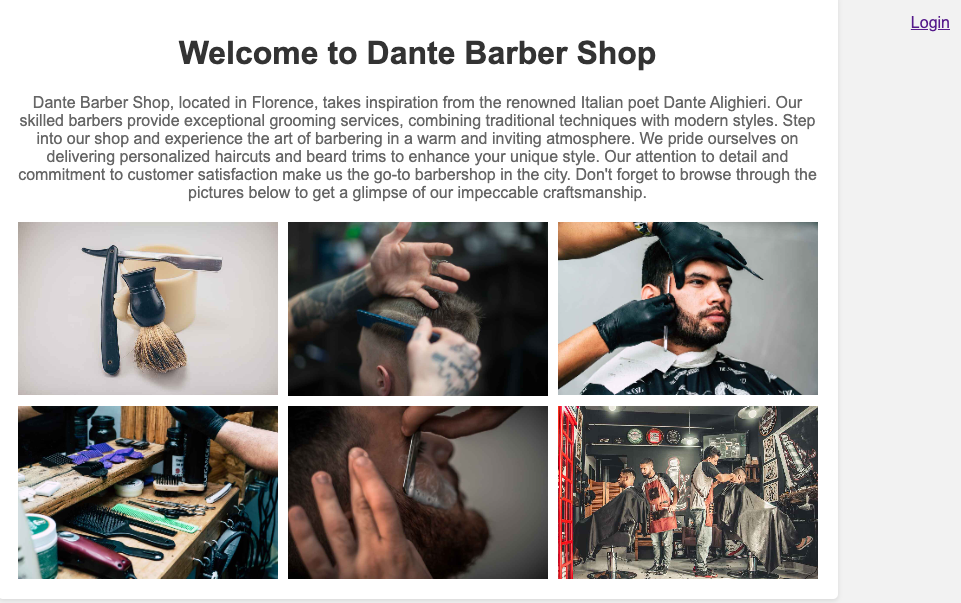 Login
Welcome to Dante Barber Shop
Dante Barber Shop, located in Florence, takes inspiration from the renowned Italian poet Dante Alighieri. Our
skilled barbers provide exceptional grooming services, combining traditional techniques with modern styles. Step
into our shop and experience the art of barbering in a warm and inviting atmosphere. We pride ourselves on
delivering personalized haircuts and beard trims to enhance your unique style. Our attention to detail and
commitment to customer satisfaction make us the go-to barbershop in the city. Don't forget to browse through the
pictures below to get a glimpse of our impeccable craftsmanship.